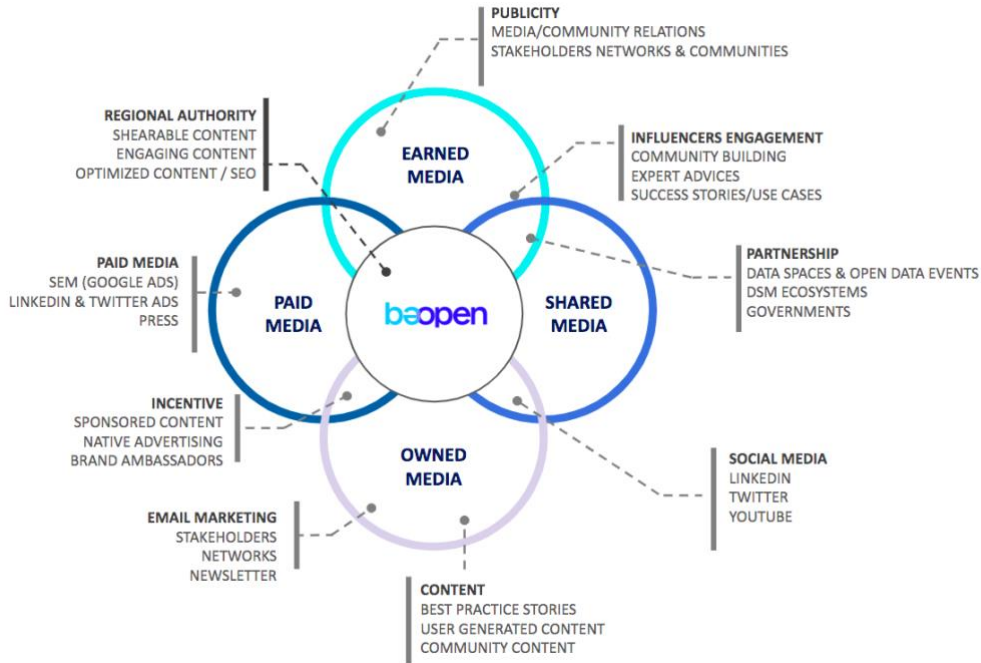 PUBLICITY
MEDIA/COMMUNITY RELATIONS
STAKEHOLDERS NETWORKS & COMMUNITIES
REGIONAL AUTHORITY
SHEARABLE CONTENT
ENGAGING CONTENT
OPTIMIZED CONTENT / SEO
EARNED
MEDIA
INFLUENCERS ENGAGEMENT
COMMUNITY BUILDING
EXPERT ADVICES
SUCCESS STORIES/USE CASES
PAID MEDIA
SEM (GOOGLE ADS)
LINKEDIN & TWITTER ADS
PRESS
PAID
MEDIA
beopen
SHARED
MEDIA
PARTNERSHIP
DATA SPACES & OPEN DATA EVENTS
DSM ECOSYSTEMS
GOVERNMENTS
INCENTIVE
SPONSORED CONTENT
NATIVE ADVERTISING
BRAND AMBASSADORS
OWNED
MEDIA
SOCIAL MEDIA
LINKEDIN
TWITTER
YOUTUBE
EMAIL MARKETING
STAKEHOLDERS
NETWORKS
NEWSLETTER
CONTENT
BEST PRACTICE STORIES
USER GENERATED CONTENT
COMMUNITY CONTENT